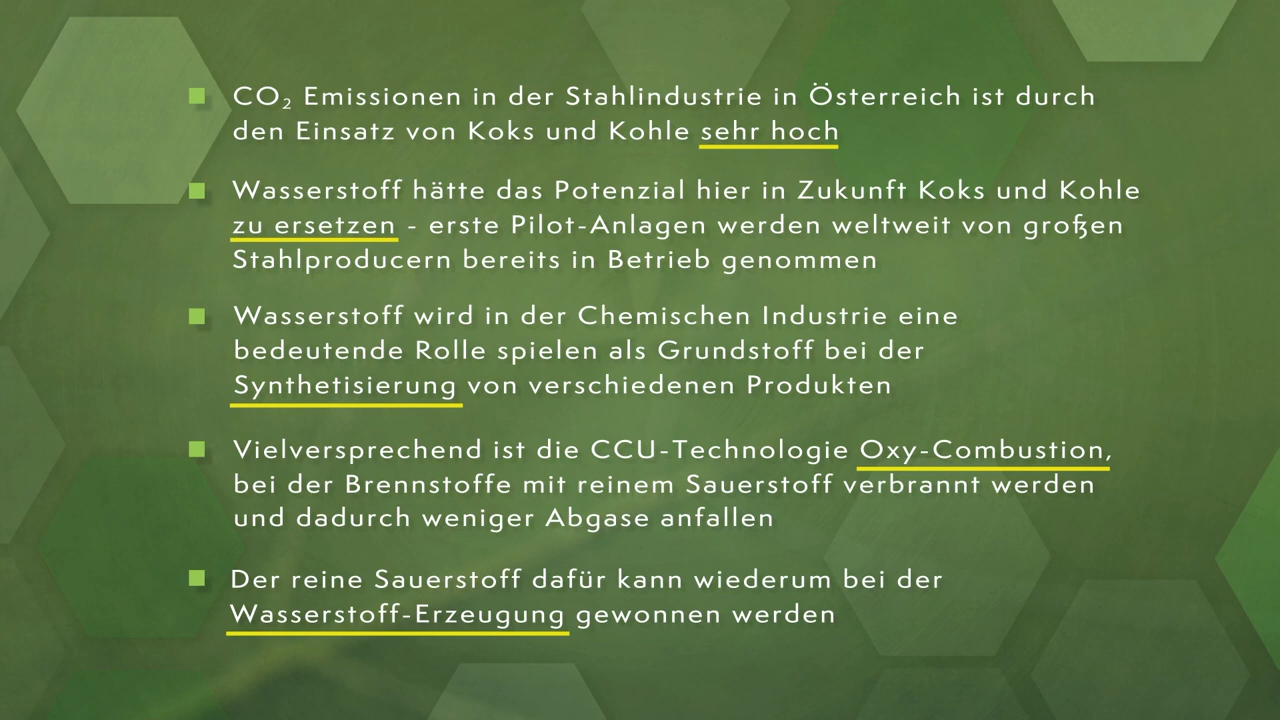 CO₂ Emissionen in der Stahlindustrie in Österreich ist durch
den Einsatz von Koks und Kohle sehr hoch
Wasserstoff hätte das Potenzial hier in Zukunft Koks und Kohle
zu ersetzen - erste Pilot-Anlagen werden weltweit von großen
Stahlproducern bereits in Betrieb genommen
Wasserstoff wird in der Chemischen Industrie eine
bedeutende Rolle spielen als Grundstoff bei der
Synthetisierung von verschiedenen Produkten
Vielversprechend ist die CCU-Technologie Oxy-Combustion,
bei der Brennstoffe mit reinem Sauerstoff verbrannt werden
und dadurch weniger Abgase anfallen
Der reine Sauerstoff dafür kann wiederum bei der
Wasserstoff-Erzeugung gewonnen werden